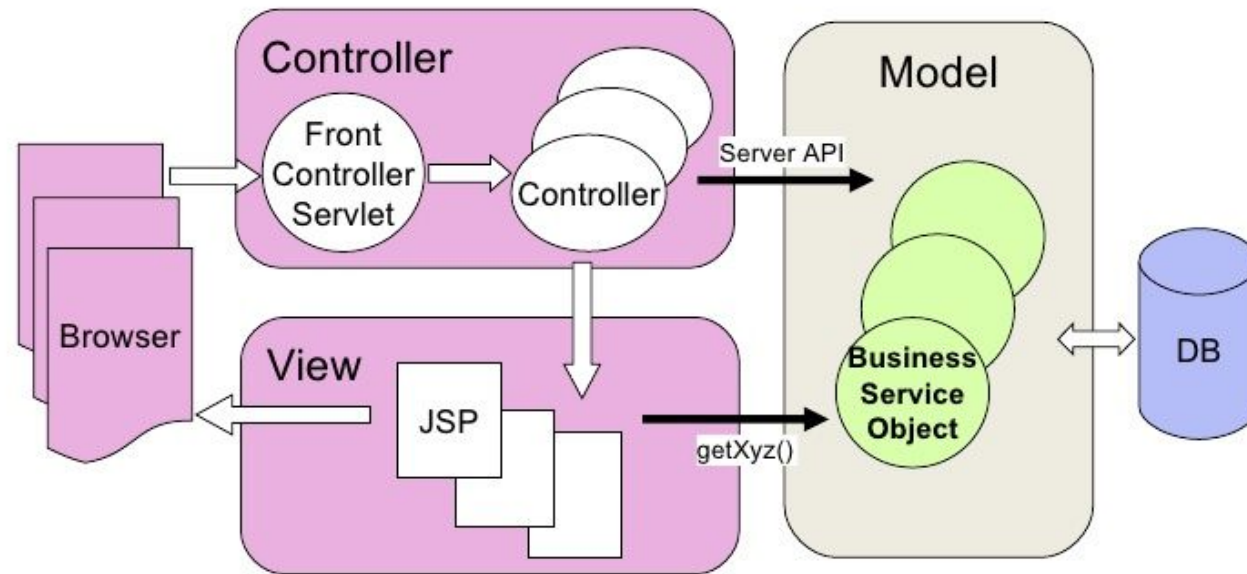 Controller
Front
Controller
Servlet
Controller
Server API
Model
Browser
View
JSP
getXyz()
Business
Service
Object
DB